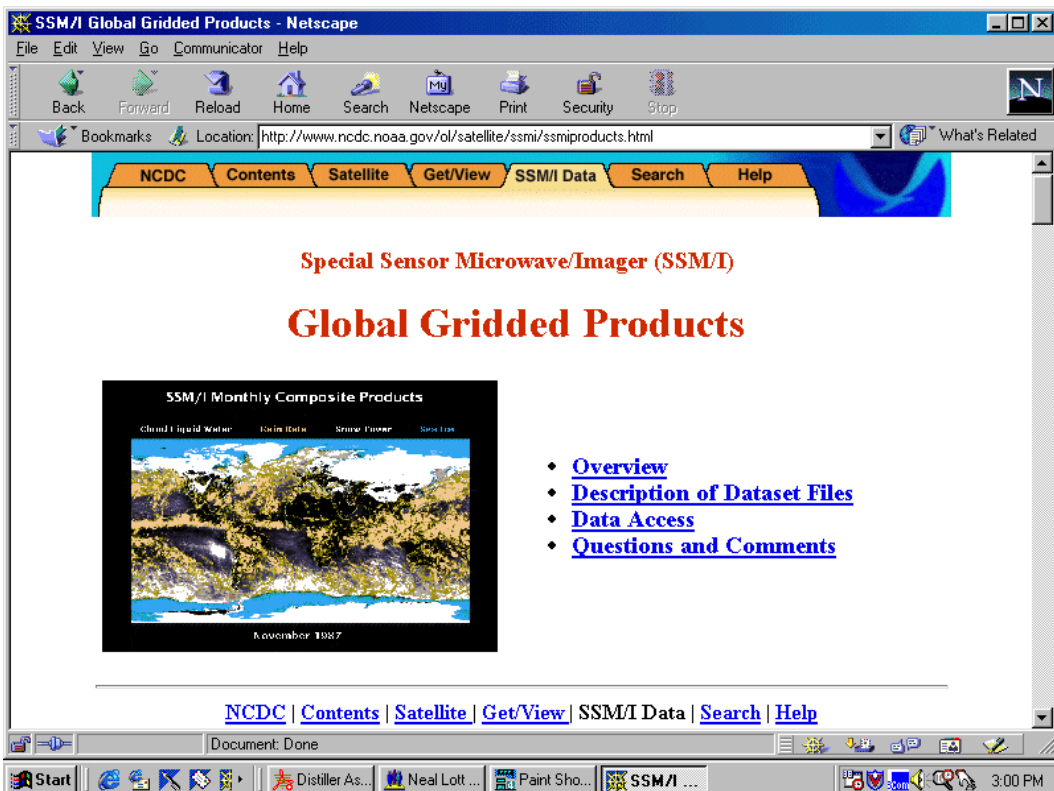 SSM/I Global Gridded Products - Netscape
File Edit View Go Communicator Help
My
N
Back Forward Reload Home Search Netscape Print Security Stop
Bookmarks Location: http://www.ncdc.noaa.gov/ol/satellite/ssmi/ssmiproducts.html What's Related
NCDC Contents Satellite Get/View SSM/I Data Search Help
Special Sensor Microwave/Imager (SSM/I)
Global Gridded Products
SSM/I Monthly Composite Products
Cloud Liquid Water Rain Rate Snow Cover Sea Ice
November 1987
• Overview
• Description of Dataset Files
• Data Access
• Questions and Comments
NCDC | Contents | Satellite | Get/View | SSM/I Data | Search | Help
Document: Done
Start Distiller As... Neal Lott ... Paint Sho... SSM/I ... .com 3:00 PM